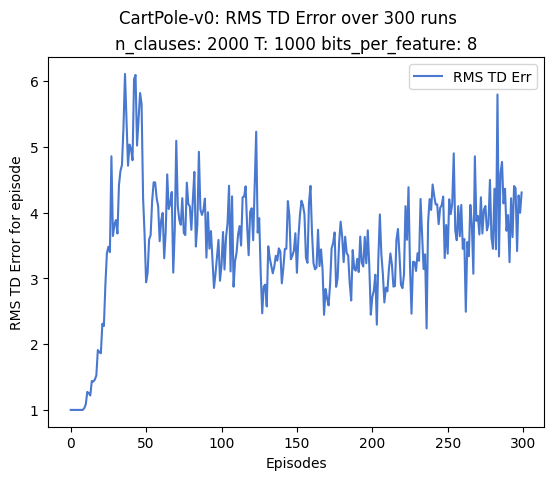 CartPole-v0: RMS TD Error over 300 runs
n_clauses: 2000 T: 1000 bits_per_feature: 8
RMS TD Err
RMS TD Error for episode
6
5
4
3
2
1
0
50
100
150
200
250
300
Episodes